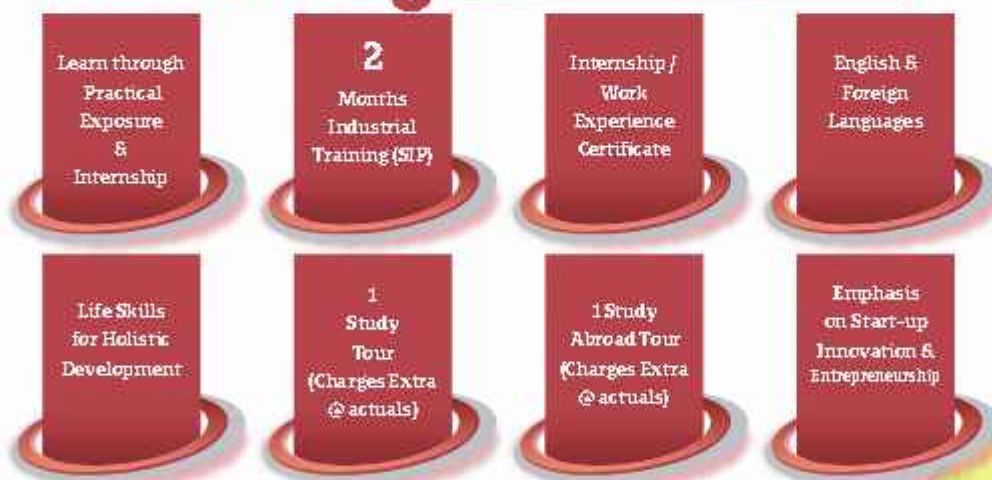 Learn through
Practical
Exposure
&
Internship
2
Months
Industrial
Training (SIP)
Internship /
Work
Experience
Certificate
English &
Foreign
Languages
Life Skills
for Holistic
Development
1
Study
Tour
(Charges Extra
@ actuals)
1 Study
Abroad Tour
(Charges Extra
@ actuals)
Emphasis
on Start-up
Innovation &
Entrepreneurship